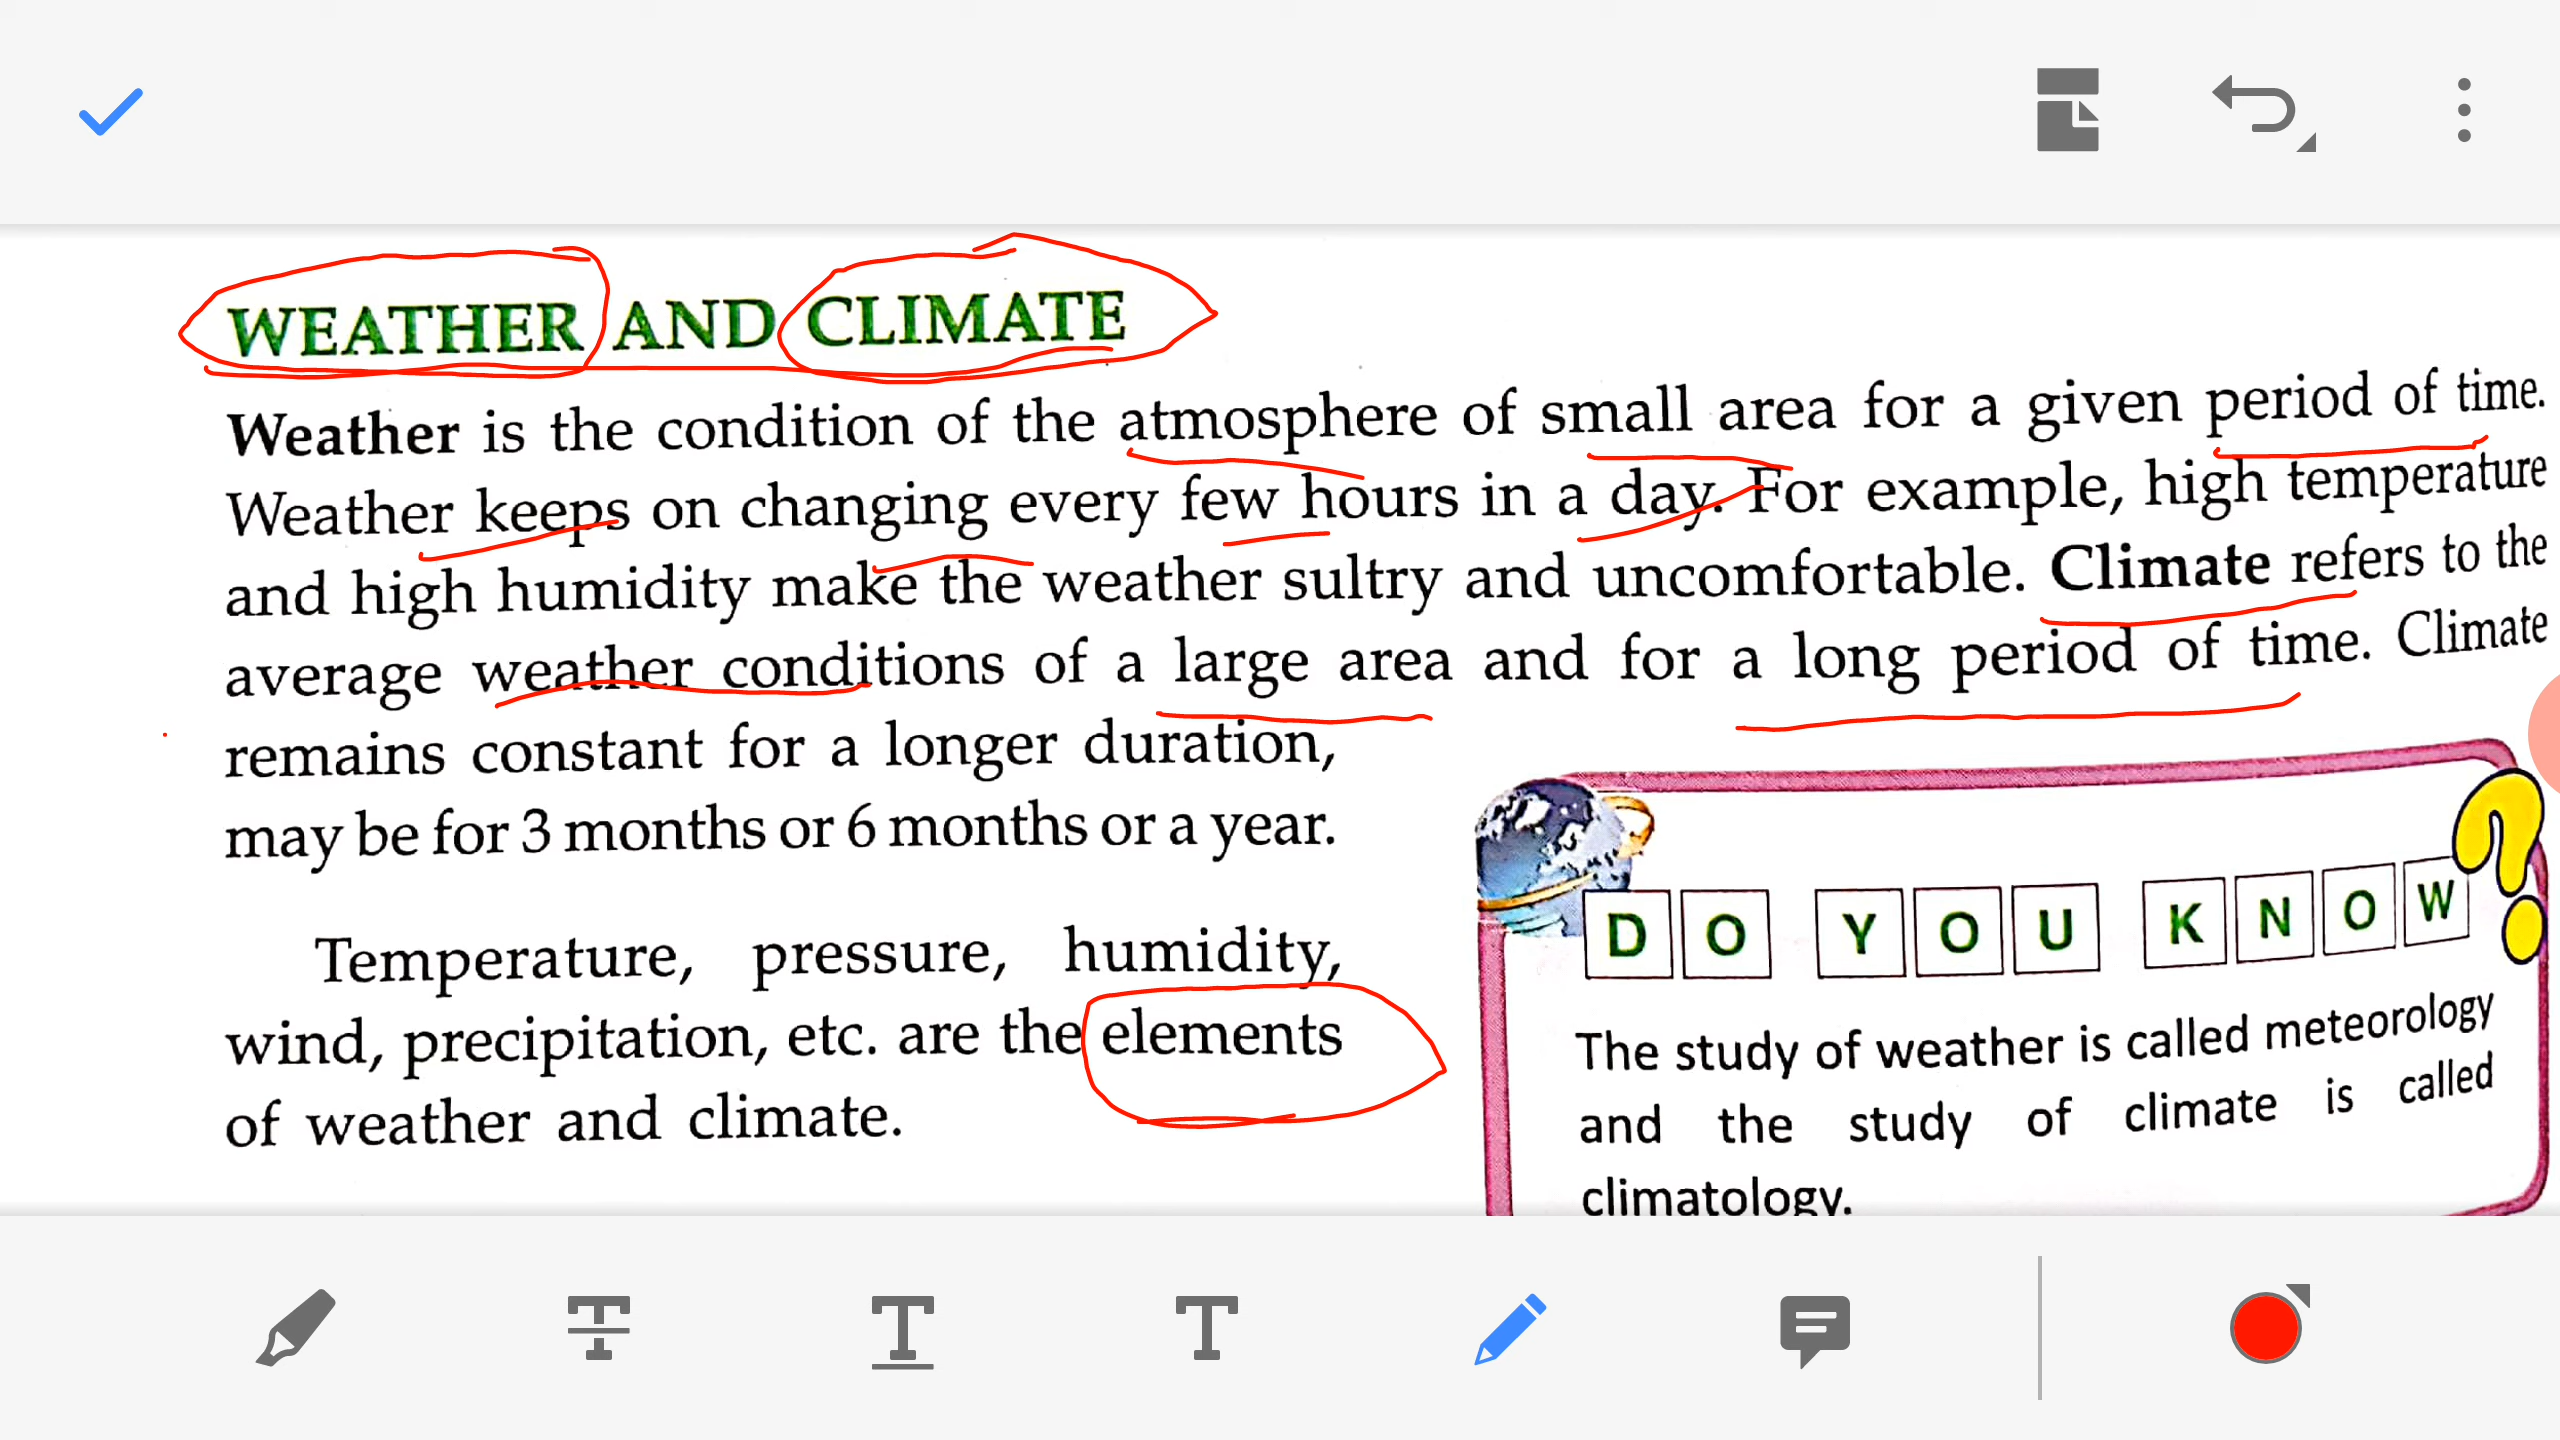 WEATHER AND CLIMATE
Weather is the condition of the atmosphere of small area for a given period of time.
Weather keeps on changing every few hours in a day. For example, high temperature
and high humidity make the weather sultry and uncomfortable. Climate refers to the
average weather conditions of a large area and for a long period of time. Climate
remains constant for a longer duration,
may be for 3 months or 6 months or a year.
Temperature, pressure, humidity,
wind, precipitation, etc. are the elements
of weather and climate.
DO YOU KNOW?
The study of weather is called meteorology
and the study of climate is called
climatology.